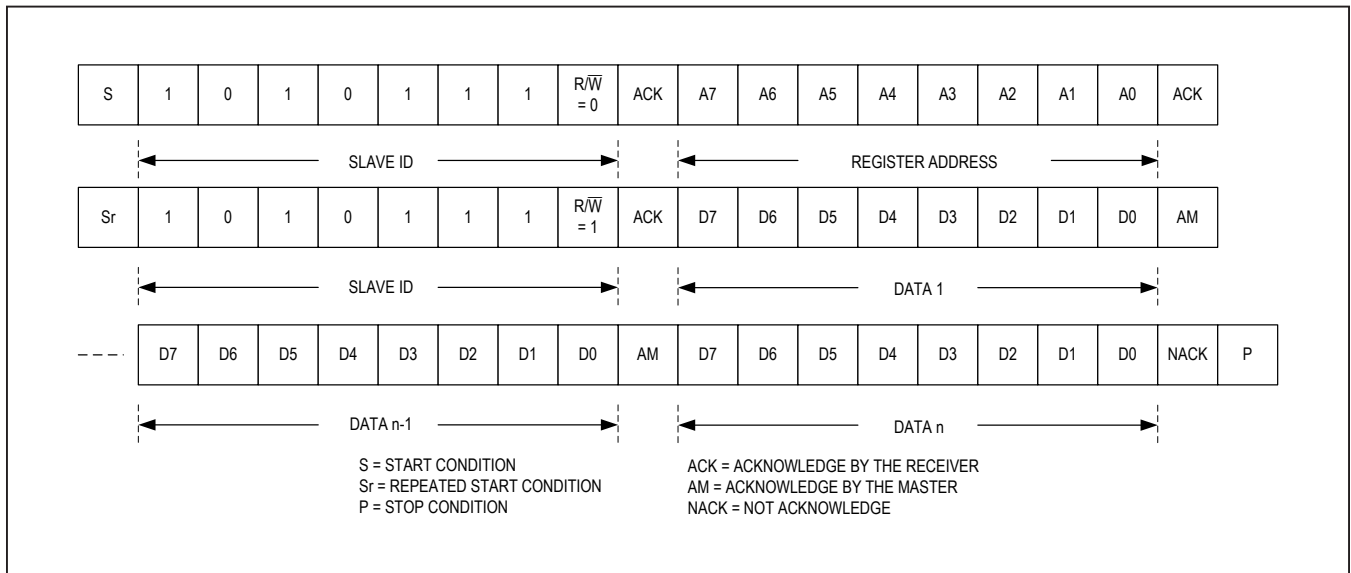 S 1 0 1 0 1 1 1 R/W̅ = 0 ACK A7 A6 A5 A4 A3 A2 A1 A0 ACK
SLAVE ID REGISTER ADDRESS
Sr 1 0 1 0 1 1 1 R/W̅ = 1 ACK D7 D6 D5 D4 D3 D2 D1 D0 AM
SLAVE ID DATA 1
D7 D6 D5 D4 D3 D2 D1 D0 AM D7 D6 D5 D4 D3 D2 D1 D0 NACK P
DATA n-1 DATA n
S = START CONDITION
Sr = REPEATED START CONDITION
P = STOP CONDITION
ACK = ACKNOWLEDGE BY THE RECEIVER
AM = ACKNOWLEDGE BY THE MASTER
NACK = NOT ACKNOWLEDGE